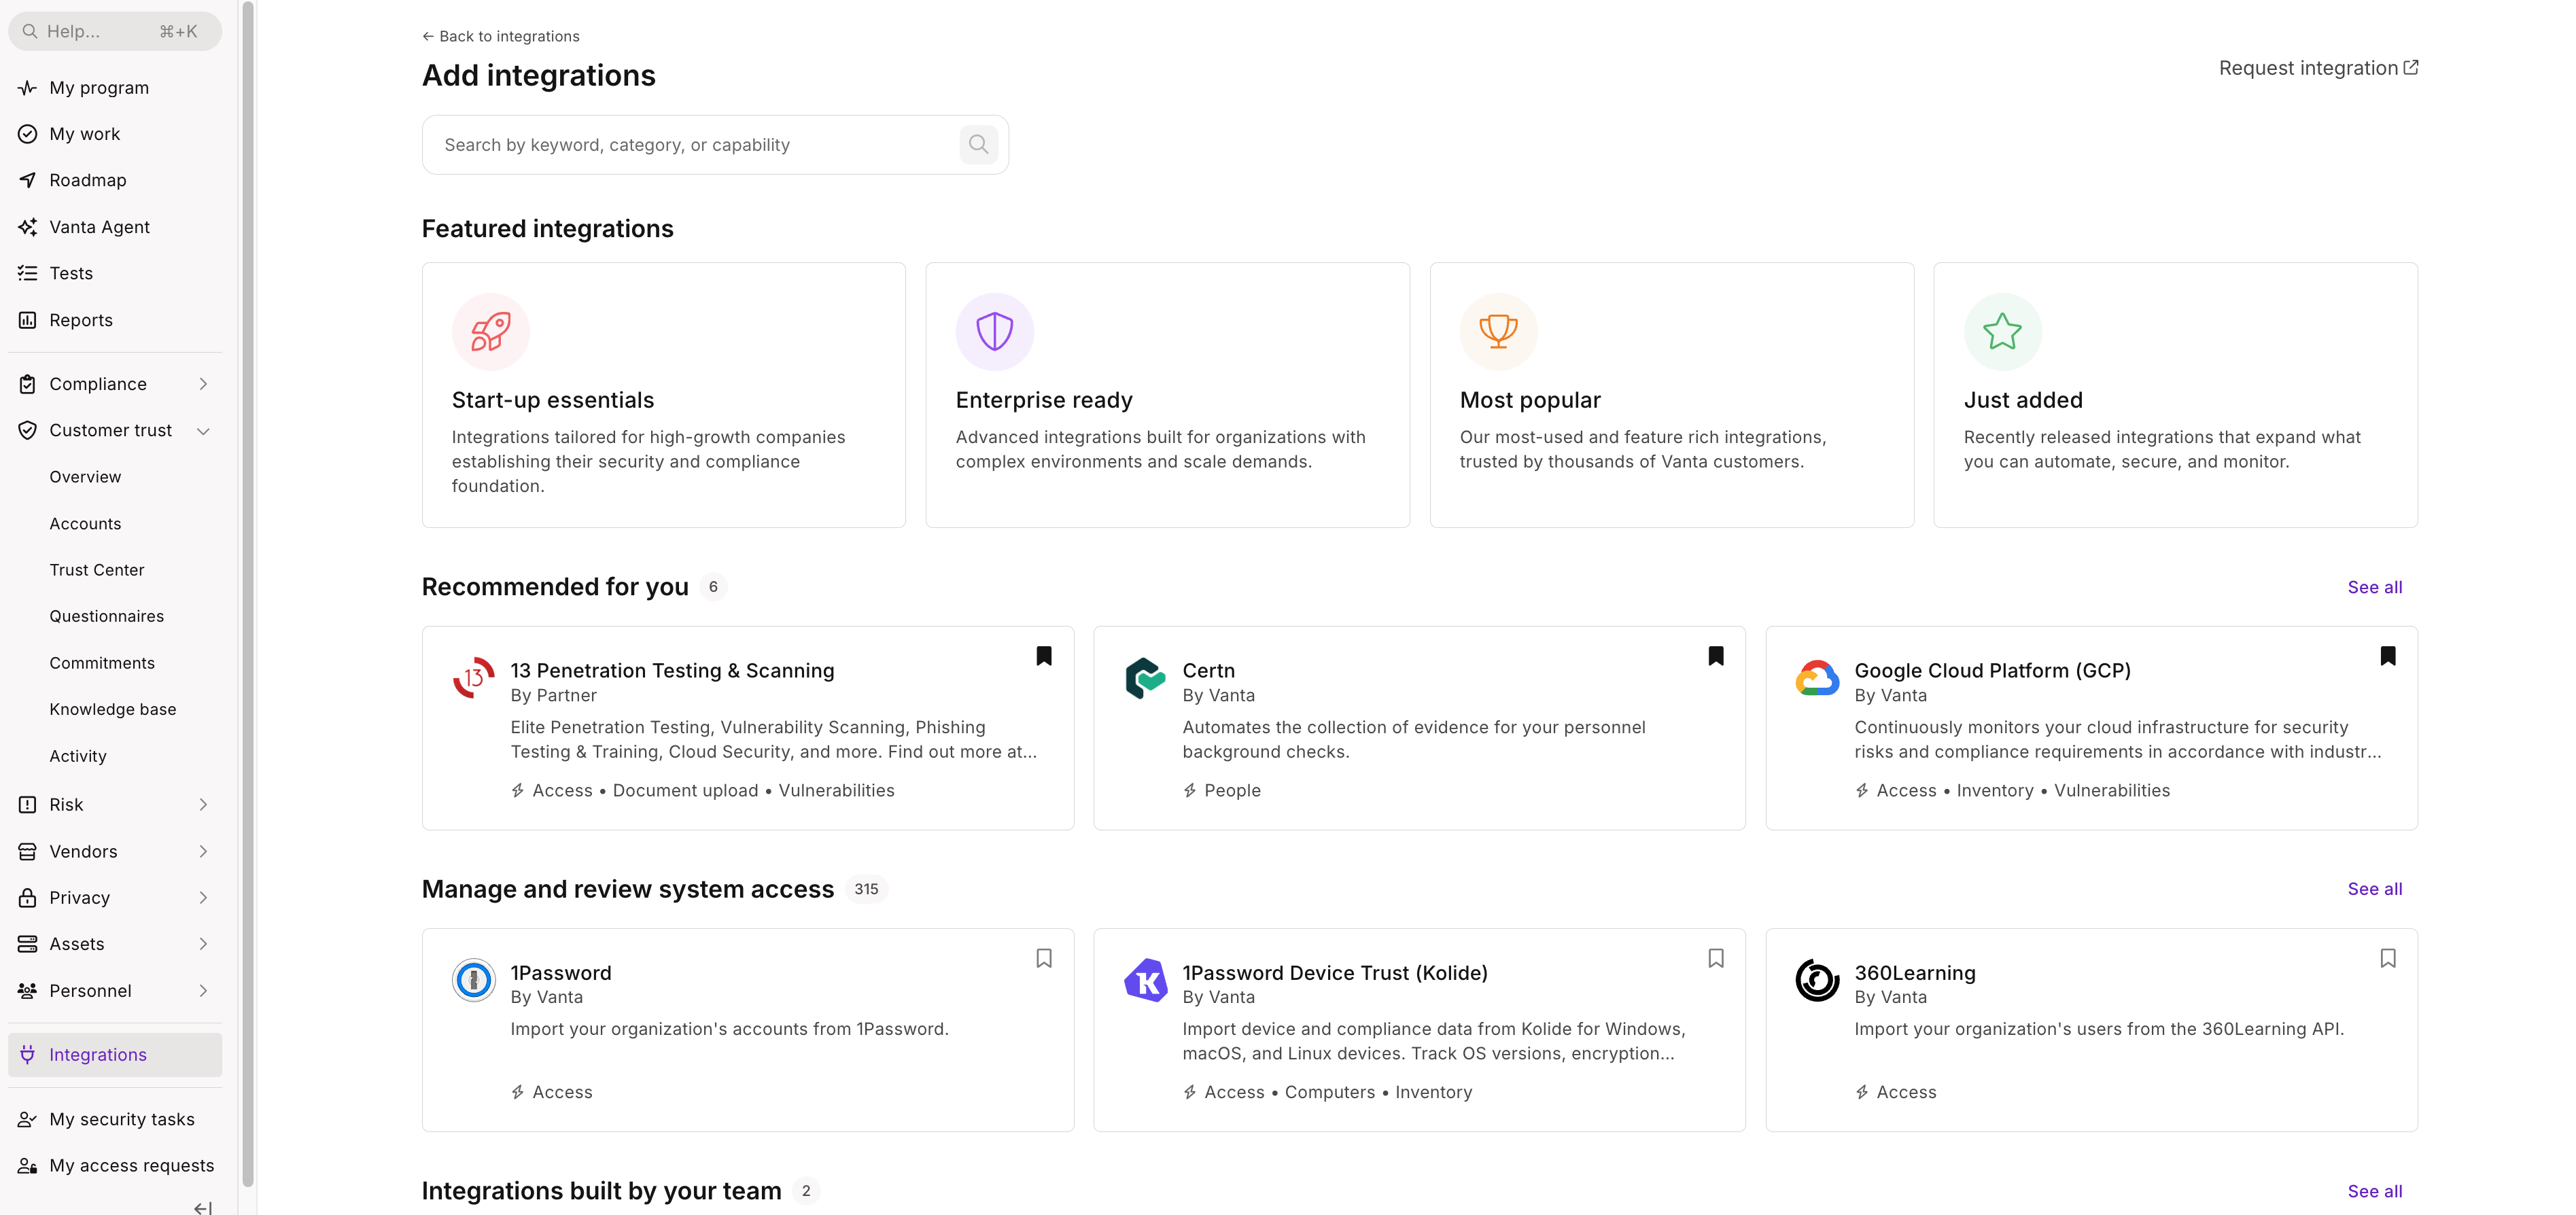 Help... ⌘+K
My program
My work
Roadmap
Vanta Agent
Tests
Reports
Compliance
Customer trust
Overview
Accounts
Trust Center
Questionnaires
Commitments
Knowledge base
Activity
Risk
Vendors
Privacy
Assets
Personnel
Integrations
My security tasks
My access requests
← Back to integrations
Add integrations
Request integration
Search by keyword, category, or capability
Featured integrations
Start-up essentials
Integrations tailored for high-growth companies
establishing their security and compliance
foundation.
Enterprise ready
Advanced integrations built for organizations with
complex environments and scale demands.
Most popular
Our most-used and feature rich integrations,
trusted by thousands of Vanta customers.
Just added
Recently released integrations that expand what
you can automate, secure, and monitor.
Recommended for you 6
See all
13
13 Penetration Testing & Scanning
By Partner
Elite Penetration Testing, Vulnerability Scanning, Phishing
Testing & Training, Cloud Security, and more. Find out more at...
Access • Document upload • Vulnerabilities
Certn
By Vanta
Automates the collection of evidence for your personnel
background checks.
People
Google Cloud Platform (GCP)
By Vanta
Continuously monitors your cloud infrastructure for security
risks and compliance requirements in accordance with industr...
Access • Inventory • Vulnerabilities
Manage and review system access 315
See all
1Password
By Vanta
Import your organization's accounts from 1Password.
Access
K
1Password Device Trust (Kolide)
By Vanta
Import device and compliance data from Kolide for Windows,
macOS, and Linux devices. Track OS versions, encryption...
Access • Computers • Inventory
360Learning
By Vanta
Import your organization's users from the 360Learning API.
Access
Integrations built by your team 2
See all